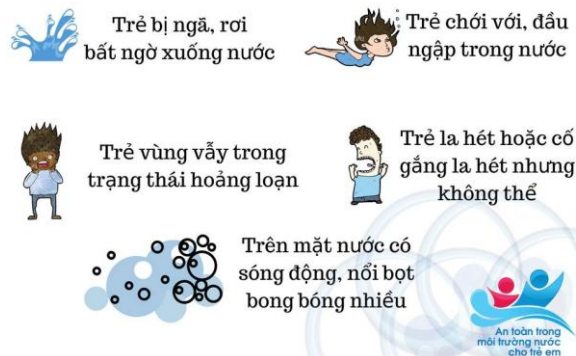 Trẻ bị ngã, rơi
bất ngờ xuống nước
Trẻ chới với, đầu
ngập trong nước
Trẻ vùng vẫy trong
trạng thái hoảng loạn
Trẻ la hét hoặc cố
gắng la hét nhưng
không thể
Trên mặt nước có
sóng động, nổi bọt
bong bóng nhiều
An toàn trong
môi trường nước
cho trẻ em